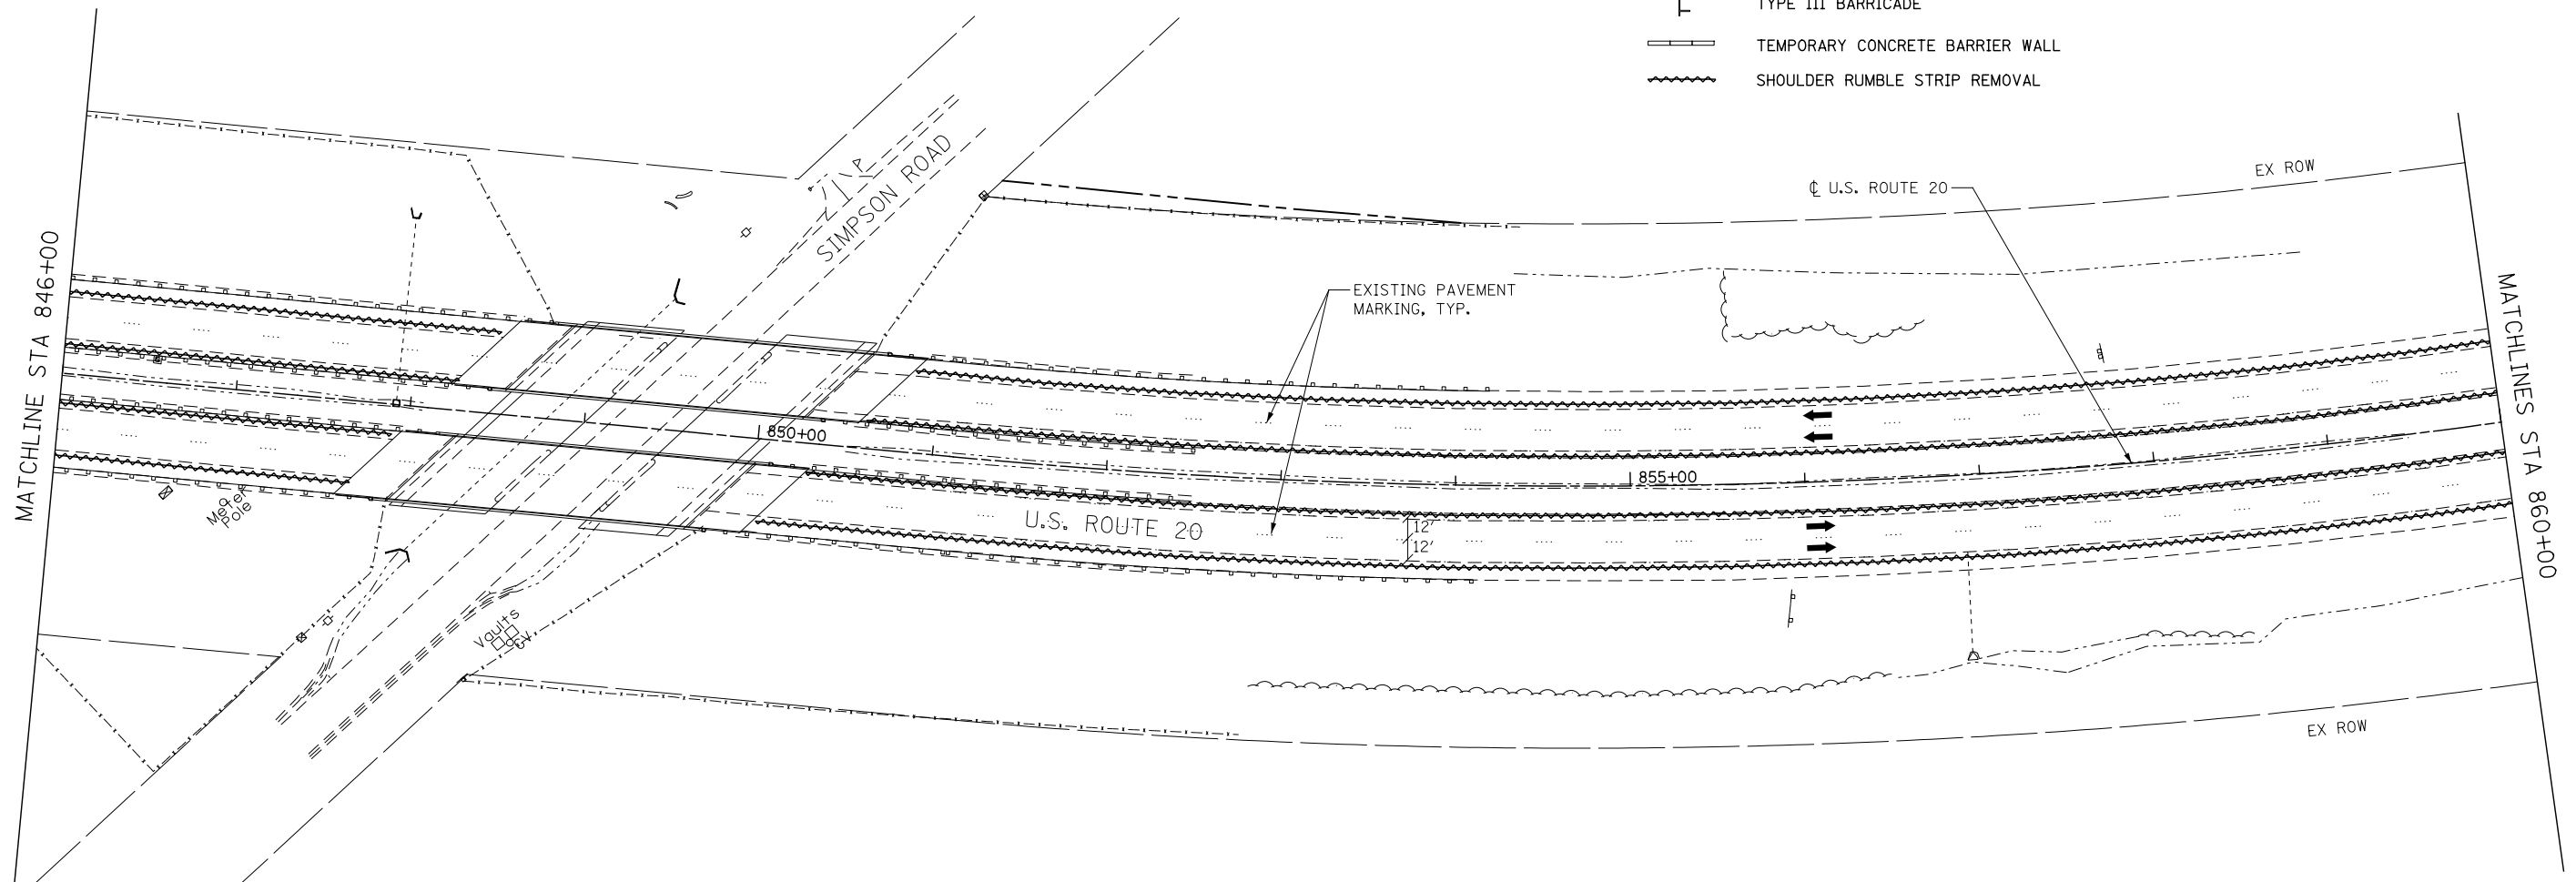 TYPE III BARRICADE
TEMPORARY CONCRETE BARRIER WALL
SHOULDER RUMBLE STRIP REMOVAL
MATCHLINE STA 846+00
SIMPSON ROAD
EX ROW
℄ U.S. ROUTE 20
EXISTING PAVEMENT
MARKING, TYP.
MATCHLINES STA 860+00
850+00
855+00
Meter
Pole
U.S. ROUTE 20
12'
12'
Vaults
GV
EX ROW